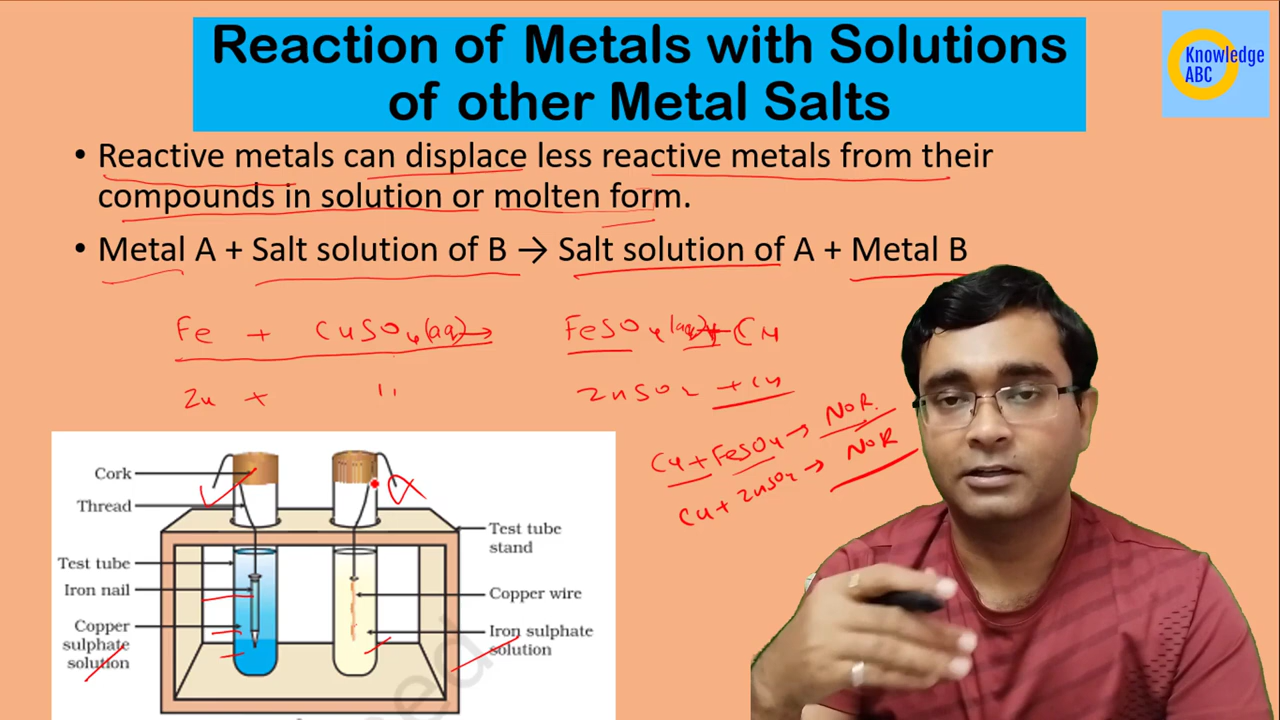 Reaction of Metals with Solutions
of other Metal Salts
Knowledge
ABC
• Reactive metals can displace less reactive metals from their
compounds in solution or molten form.
• Metal A + Salt solution of B → Salt solution of A + Metal B
Fe + CuSO4(aq) → FeSO4(aq) + Cu
Zn + " ZnSO4 + Cu
Cu + FeSO4 → NOR.
Cu + ZnSO4 → NOR
Cork
Thread
Test tube
Iron nail
Copper
sulphate
solution
Test tube
stand
Copper wire
Iron sulphate
solution